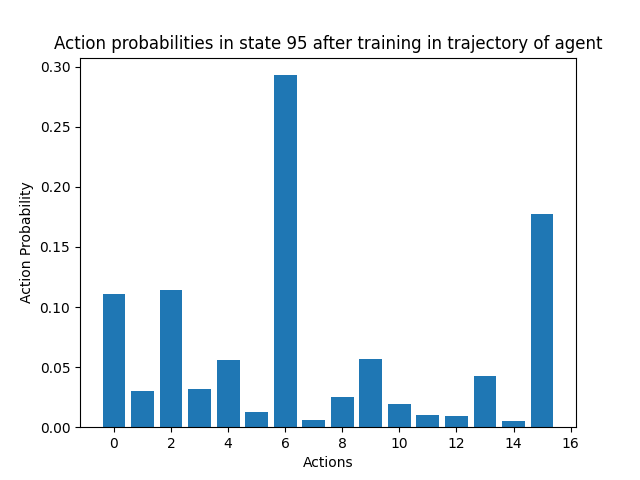 Action probabilities in state 95 after training in trajectory of agent
0.30
0.25
0.20
0.15
0.10
0.05
0.00
Action Probability
0 2 4 6 8 10 12 14 16
Actions